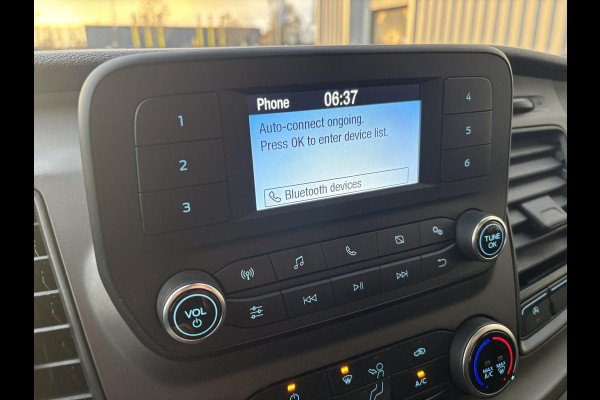 Phone 06:37
Auto-connect ongoing.
Press OK to enter device list.
Bluetooth devices
1
2
3
4
5
6
VOL
TUNE
OK
A/C
MAX
A/C
MAX